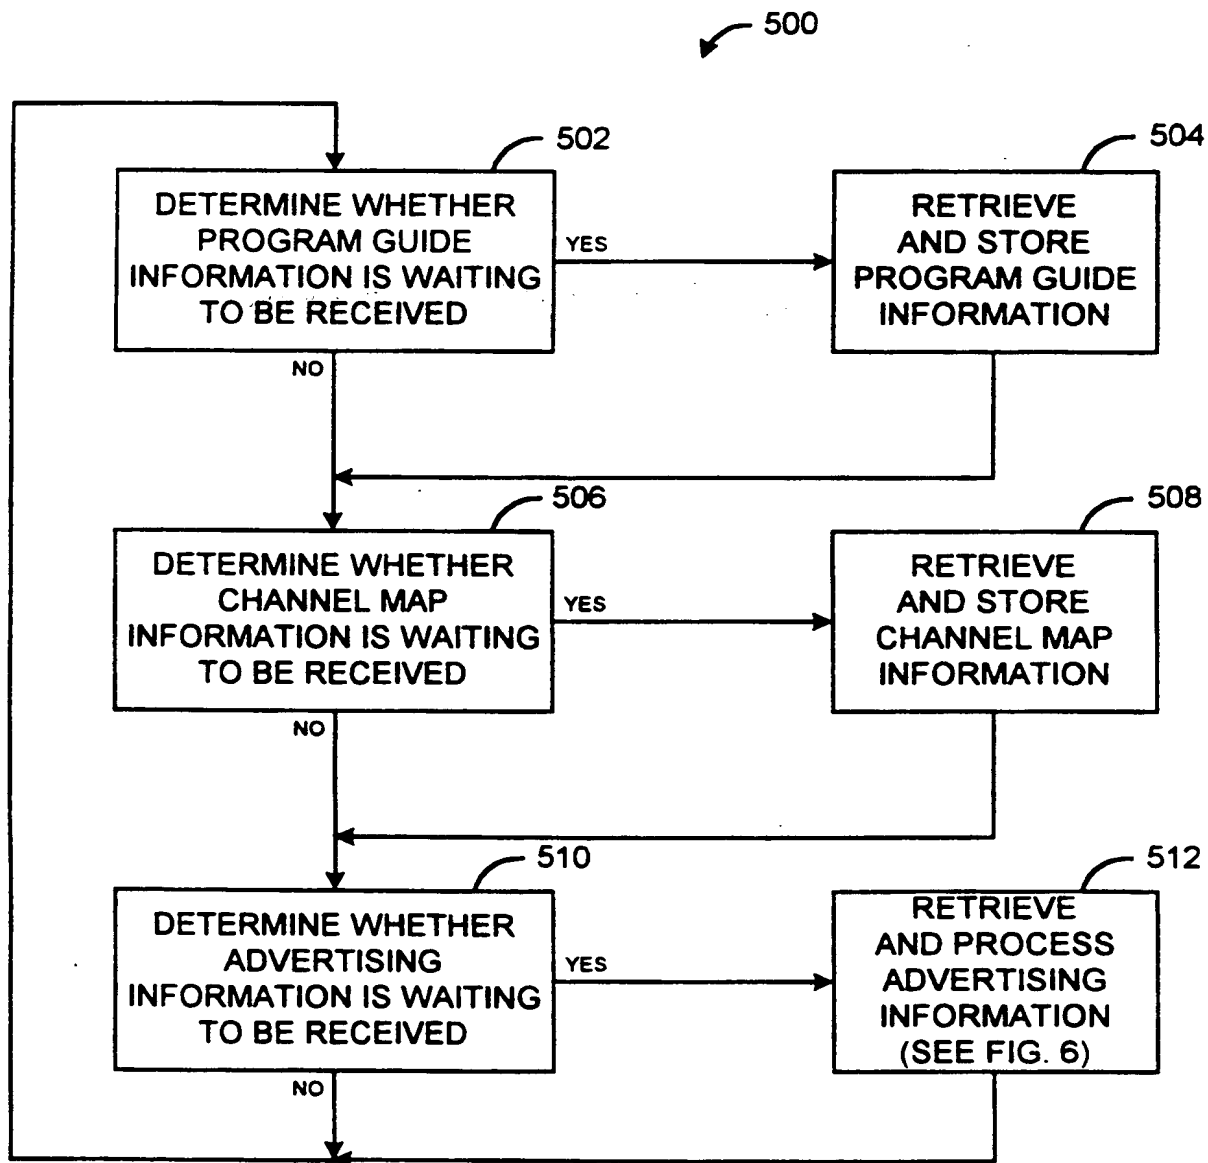 500
502
DETERMINE WHETHER
PROGRAM GUIDE
INFORMATION IS WAITING
TO BE RECEIVED
YES
NO
504
RETRIEVE
AND STORE
PROGRAM GUIDE
INFORMATION
506
DETERMINE WHETHER
CHANNEL MAP
INFORMATION IS WAITING
TO BE RECEIVED
YES
NO
508
RETRIEVE
AND STORE
CHANNEL MAP
INFORMATION
510
DETERMINE WHETHER
ADVERTISING
INFORMATION IS WAITING
TO BE RECEIVED
YES
NO
512
RETRIEVE
AND PROCESS
ADVERTISING
INFORMATION
(SEE FIG. 6)